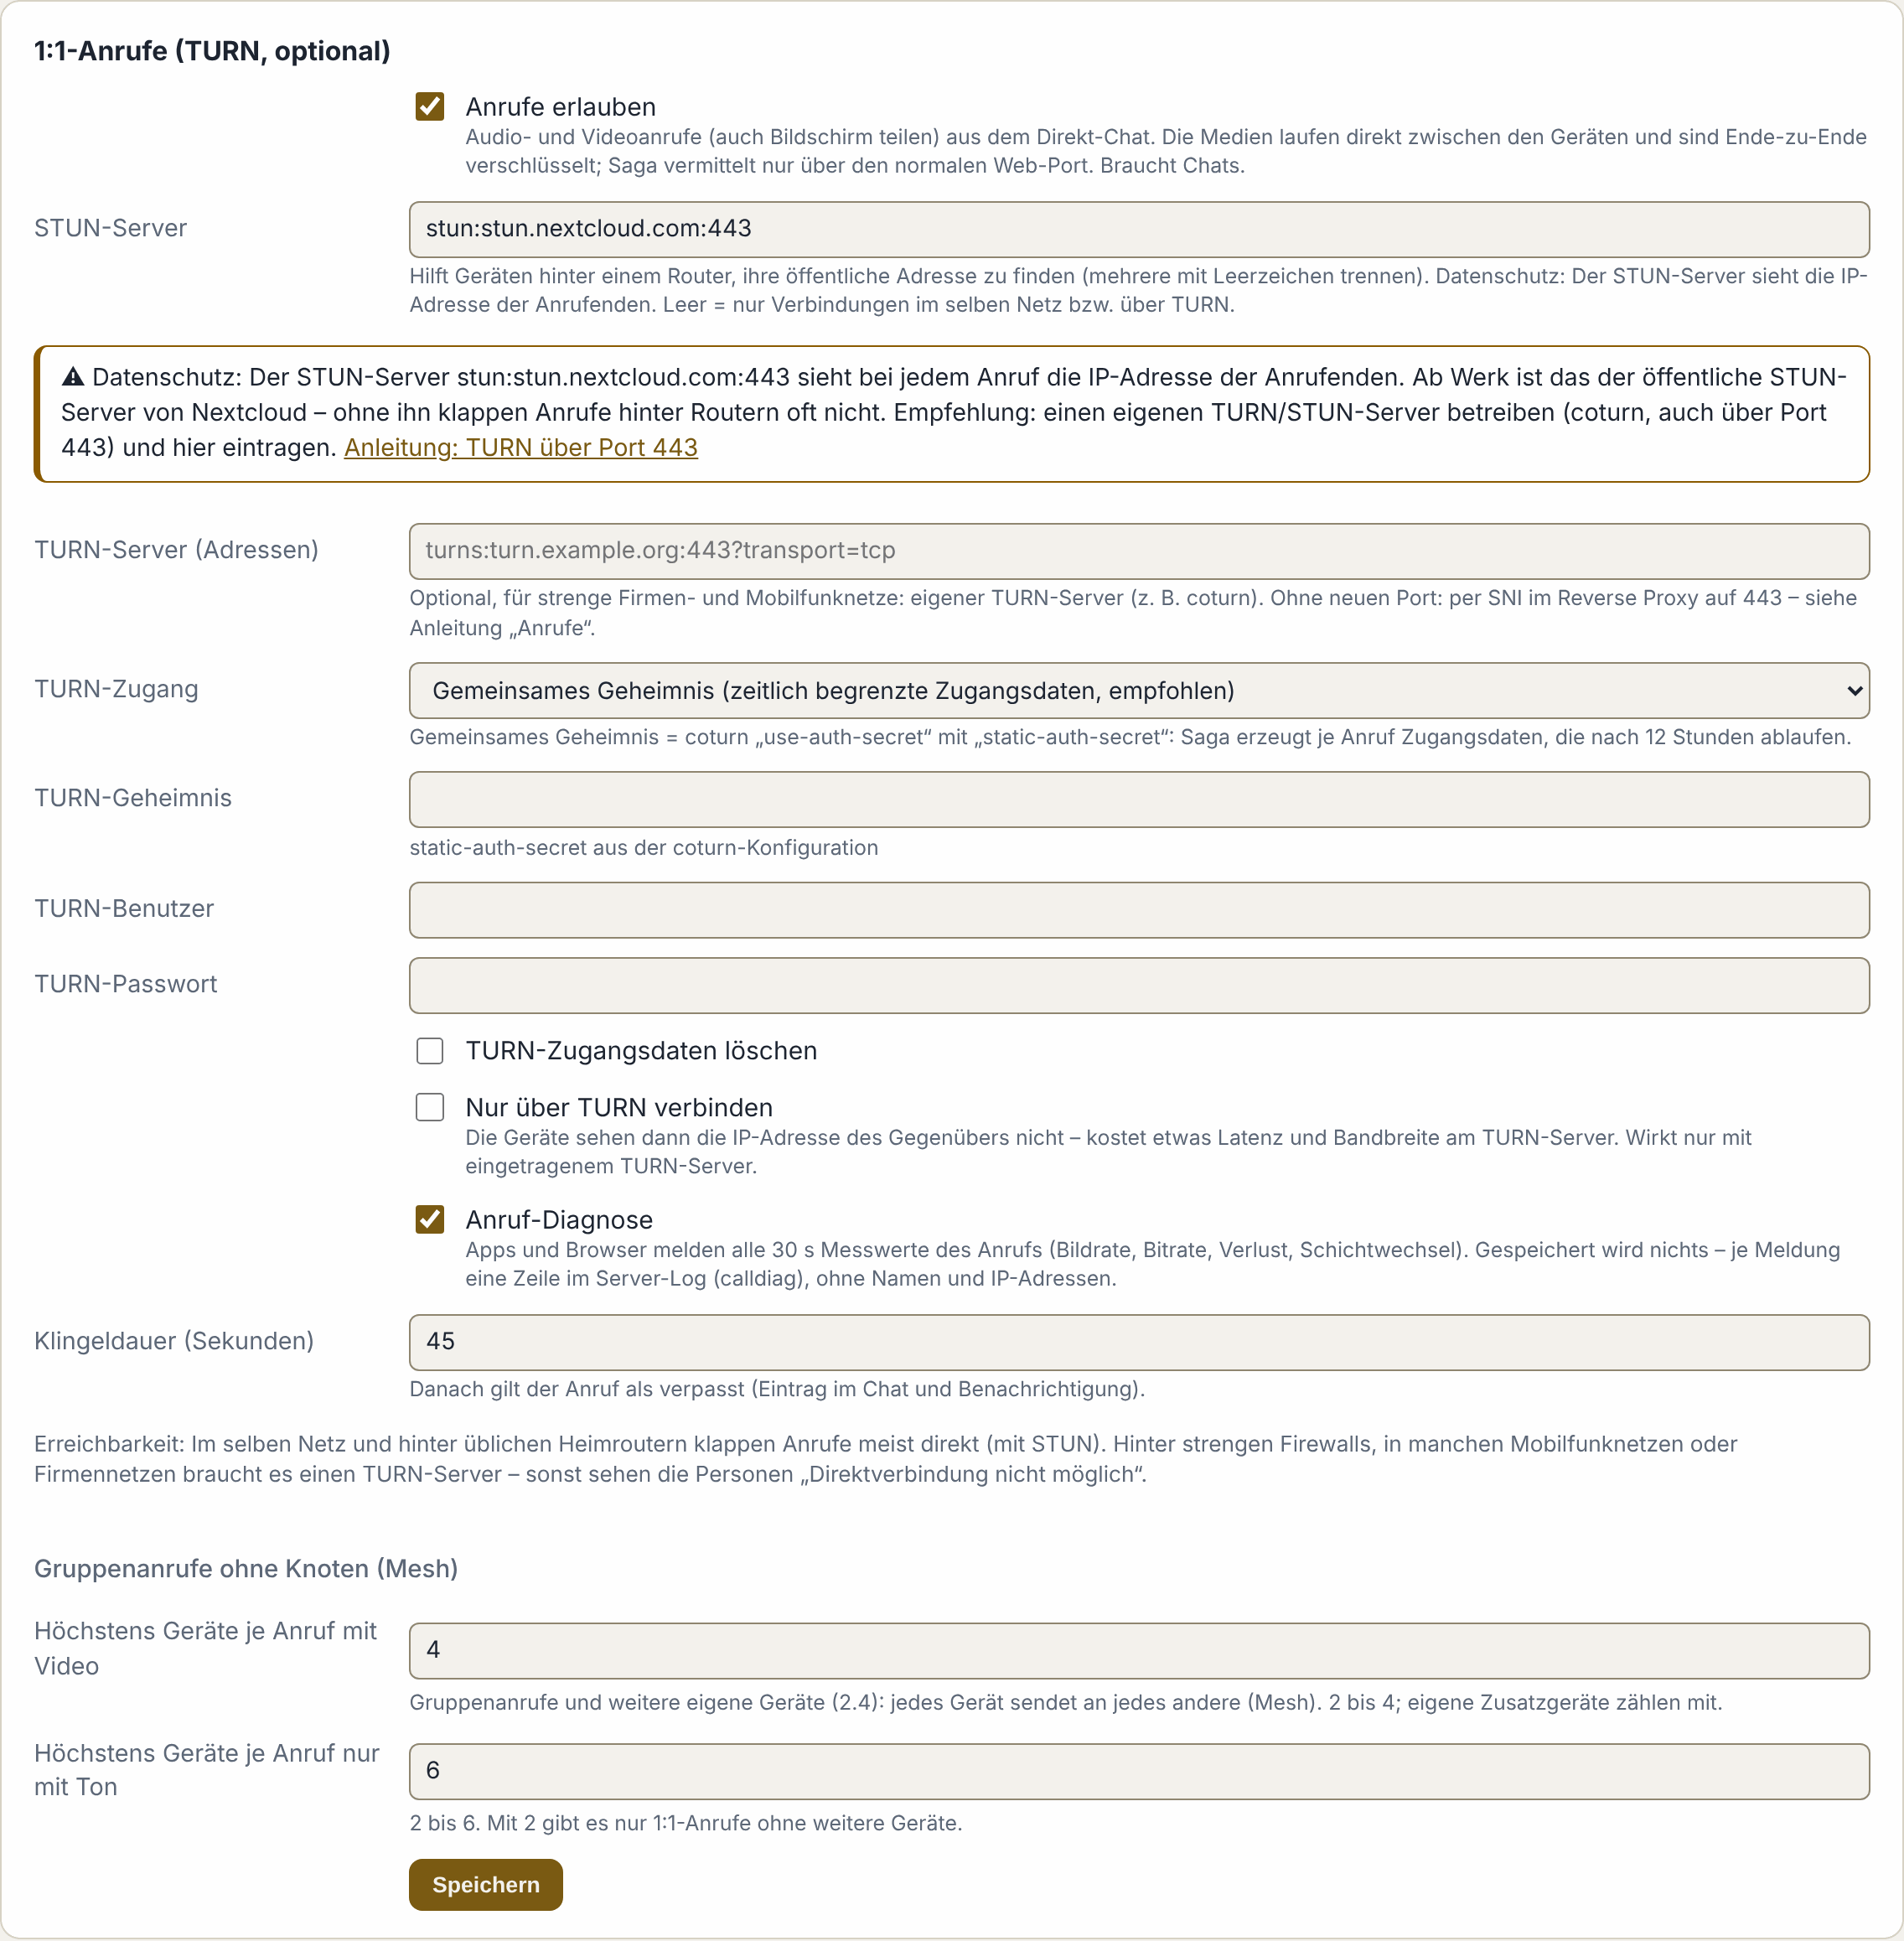 1:1-Anrufe (TURN, optional)
Anrufe erlauben
Audio- und Videoanrufe (auch Bildschirm teilen) aus dem Direkt-Chat. Die Medien laufen direkt zwischen den Geräten und sind Ende-zu-Ende
verschlüsselt; Saga vermittelt nur über den normalen Web-Port. Braucht Chats.
STUN-Server
stun:stun.nextcloud.com:443
Hilft Geräten hinter einem Router, ihre öffentliche Adresse zu finden (mehrere mit Leerzeichen trennen). Datenschutz: Der STUN-Server sieht die IP-
Adresse der Anrufenden. Leer = nur Verbindungen im selben Netz bzw. über TURN.
⚠ Datenschutz: Der STUN-Server stun:stun.nextcloud.com:443 sieht bei jedem Anruf die IP-Adresse der Anrufenden. Ab Werk ist das der öffentliche STUN-
Server von Nextcloud – ohne ihn klappen Anrufe hinter Routern oft nicht. Empfehlung: einen eigenen TURN/STUN-Server betreiben (coturn, auch über Port
443) und hier eintragen. Anleitung: TURN über Port 443
TURN-Server (Adressen)
turns:turn.example.org:443?transport=tcp
Optional, für strenge Firmen- und Mobilfunknetze: eigener TURN-Server (z. B. coturn). Ohne neuen Port: per SNI im Reverse Proxy auf 443 – siehe
Anleitung „Anrufe“.
TURN-Zugang
Gemeinsames Geheimnis (zeitlich begrenzte Zugangsdaten, empfohlen)
Gemeinsames Geheimnis = coturn „use-auth-secret“ mit „static-auth-secret“: Saga erzeugt je Anruf Zugangsdaten, die nach 12 Stunden ablaufen.
TURN-Geheimnis
static-auth-secret aus der coturn-Konfiguration
TURN-Benutzer
TURN-Passwort
TURN-Zugangsdaten löschen
Nur über TURN verbinden
Die Geräte sehen dann die IP-Adresse des Gegenübers nicht – kostet etwas Latenz und Bandbreite am TURN-Server. Wirkt nur mit
eingetragenem TURN-Server.
Anruf-Diagnose
Apps und Browser melden alle 30 s Messwerte des Anrufs (Bildrate, Bitrate, Verlust, Schichtwechsel). Gespeichert wird nichts – je Meldung
eine Zeile im Server-Log (calldiag), ohne Namen und IP-Adressen.
Klingeldauer (Sekunden)
45
Danach gilt der Anruf als verpasst (Eintrag im Chat und Benachrichtigung).
Erreichbarkeit: Im selben Netz und hinter üblichen Heimroutern klappen Anrufe meist direkt (mit STUN). Hinter strengen Firewalls, in manchen Mobilfunknetzen oder
Firmennetzen braucht es einen TURN-Server – sonst sehen die Personen „Direktverbindung nicht möglich“.
Gruppenanrufe ohne Knoten (Mesh)
Höchstens Geräte je Anruf mit
Video
4
Gruppenanrufe und weitere eigene Geräte (2.4): jedes Gerät sendet an jedes andere (Mesh). 2 bis 4; eigene Zusatzgeräte zählen mit.
Höchstens Geräte je Anruf nur
mit Ton
6
2 bis 6. Mit 2 gibt es nur 1:1-Anrufe ohne weitere Geräte.
Speichern